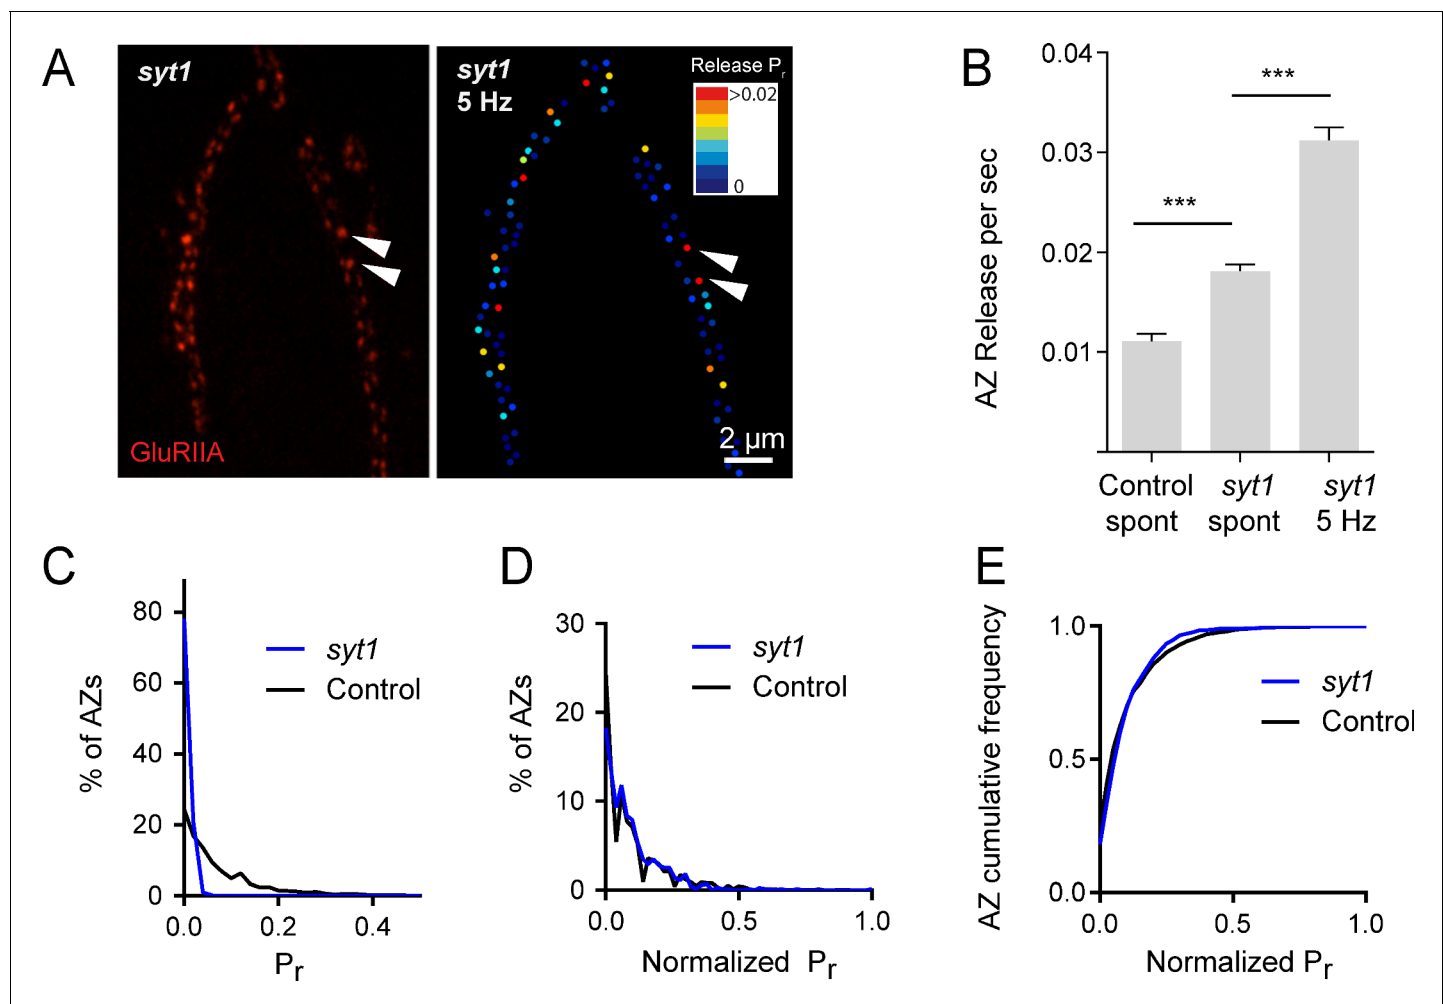 A
syt1
GluRIIA
syt1
5 Hz
Release Pr
>0.02
0
2 µm
B
AZ Release per sec
0.04
0.03
0.02
0.01
***
***
Control
spont
syt1
spont
syt1
5 Hz
C
% of AZs
80
60
40
20
0
0.0
0.2
0.4
Pr
syt1
Control
D
% of AZs
30
20
10
0
0.0
0.5
1.0
Normalized Pr
syt1
Control
E
AZ cumulative frequency
1.0
0.5
0.0
0.0
0.5
1.0
Normalized Pr
syt1
Control